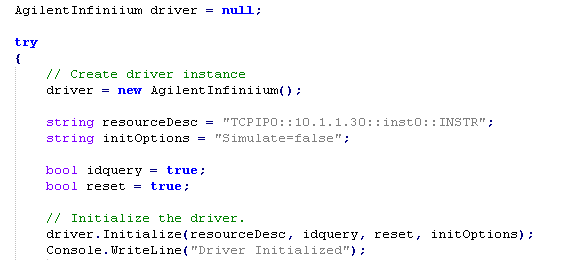 AgilentInfiniium driver = null;
try
{
// Create driver instance
driver = new AgilentInfiniium();
string resourceDesc = "TCPIP0::10.1.1.30::inst0::INSTR";
string initOptions = "Simulate=false";
bool idquery = true;
bool reset = true;
// Initialize the driver.
driver.Initialize(resourceDesc, idquery, reset, initOptions);
Console.WriteLine("Driver Initialized");